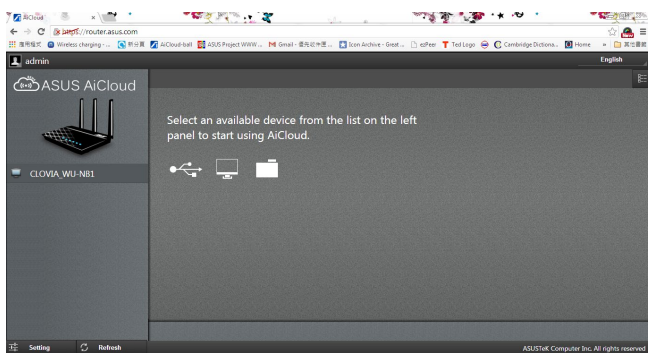 AiCloud
https://router.asus.com
應用程式 Wireless charging - ... 新分頁 AiCloud-ball ASUS Project WWW ... M Gmail - 優先收件匣 ... Icon Archive - Great ... ezPeer Ted Logo Cambridge Dictiona... Home » 其他書籤
admin English
ASUS AiCloud
Select an available device from the list on the left
panel to start using AiCloud.
CLOVIA_WU-NB1
Setting Refresh ASUSTeK Computer Inc. All rights reserved